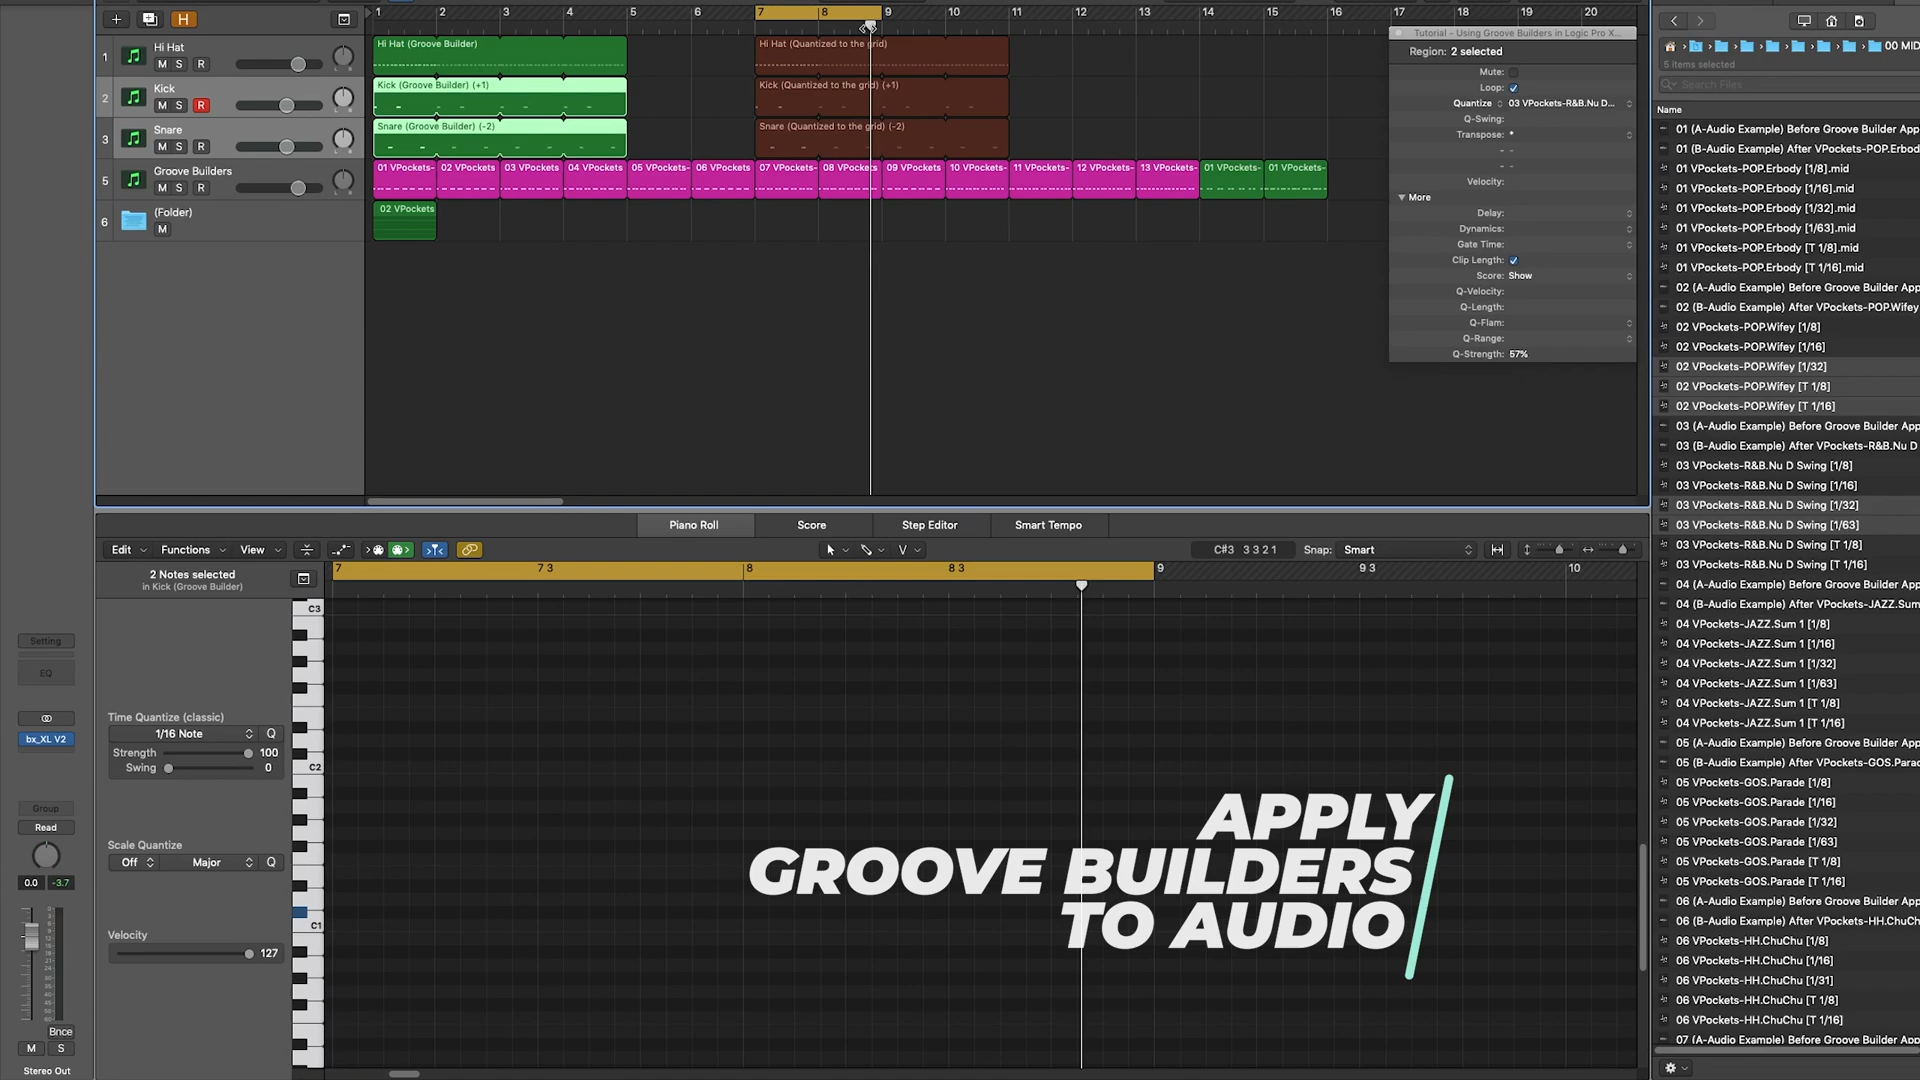 H
1 2 3 4 5 6 7 8 9 10 11 12 13 14 15 16 17 18 19 20
1 Hi Hat
M S R
2 Kick
M S R
3 Snare
M S R
5 Groove Builders
M S R
6 (Folder)
M
Hi Hat (Groove Builder)
Hi Hat (Quantized to the grid)
Kick (Groove Builder) (+1)
Kick (Quantized to the grid) (+1)
Snare (Groove Builder) (-2)
Snare (Quantized to the grid) (-2)
01 VPockets- 02 VPockets 03 VPockets 04 VPockets 05 VPockets- 06 VPockets 07 VPockets 08 VPockets 09 VPockets 10 VPockets- 11 VPockets- 12 VPockets- 13 VPockets- 01 VPockets- 01 VPockets-
02 VPockets
Tutorial - Using Groove Builders in Logic Pro X...
Region: 2 selected
Mute:
Loop:
Quantize 03 VPockets-R&B.Nu D...
Q-Swing:
Transpose:
Velocity:
More
Delay:
Dynamics:
Gate Time:
Clip Length:
Score: Show
Q-Velocity:
Q-Length:
Q-Flam:
Q-Range:
Q-Strength: 57%
00 MID
5 items selected
Search Files
Name
01 (A-Audio Example) Before Groove Builder App
01 (B-Audio Example) After VPockets-POP.Erbod
01 VPockets-POP.Erbody [1/8].mid
01 VPockets-POP.Erbody [1/16].mid
01 VPockets-POP.Erbody [1/32].mid
01 VPockets-POP.Erbody [1/63].mid
01 VPockets-POP.Erbody [T 1/8].mid
01 VPockets-POP.Erbody [T 1/16].mid
02 (A-Audio Example) Before Groove Builder App
02 (B-Audio Example) After VPockets-POP.Wifey
02 VPockets-POP.Wifey [1/8]
02 VPockets-POP.Wifey [1/16]
02 VPockets-POP.Wifey [1/32]
02 VPockets-POP.Wifey [T 1/8]
02 VPockets-POP.Wifey [T 1/16]
03 (A-Audio Example) Before Groove Builder App
03 (B-Audio Example) After VPockets-R&B.Nu D
03 VPockets-R&B.Nu D Swing [1/8]
03 VPockets-R&B.Nu D Swing [1/16]
03 VPockets-R&B.Nu D Swing [1/32]
03 VPockets-R&B.Nu D Swing [1/63]
03 VPockets-R&B.Nu D Swing [T 1/8]
03 VPockets-R&B.Nu D Swing [T 1/16]
04 (A-Audio Example) Before Groove Builder App
04 (B-Audio Example) After VPockets-JAZZ.Sum
04 VPockets-JAZZ.Sum 1 [1/8]
04 VPockets-JAZZ.Sum 1 [1/16]
04 VPockets-JAZZ.Sum 1 [1/32]
04 VPockets-JAZZ.Sum 1 [1/63]
04 VPockets-JAZZ.Sum 1 [T 1/8]
04 VPockets-JAZZ.Sum 1 [T 1/16]
05 (A-Audio Example) Before Groove Builder App
05 (B-Audio Example) After VPockets-GOS.Parad
05 VPockets-GOS.Parade [1/8]
05 VPockets-GOS.Parade [1/16]
05 VPockets-GOS.Parade [1/32]
05 VPockets-GOS.Parade [1/63]
05 VPockets-GOS.Parade [T 1/8]
05 VPockets-GOS.Parade [T 1/16]
06 (A-Audio Example) Before Groove Builder App
06 (B-Audio Example) After VPockets-HH.ChuCh
06 VPockets-HH.ChuChu [1/8]
06 VPockets-HH.ChuChu [1/16]
06 VPockets-HH.ChuChu [1/31]
06 VPockets-HH.ChuChu [T 1/8]
06 VPockets-HH.ChuChu [T 1/16]
07 (A-Audio Example) Before Groove Builder App
Piano Roll Score Step Editor Smart Tempo
Edit Functions View
C#3 3 3 2 1 Snap: Smart
2 Notes selected
in Kick (Groove Builder)
7 7 3 8 8 3 9 9 3 10
C3
C2
C1
Time Quantize (classic)
1/16 Note Q
Strength 100
Swing 0
Scale Quantize
Off Major Q
Velocity
127
Setting
EQ
bx_XL V2
Group
Read
0.0 -3.7
Bnce
M S
Stereo Out
APPLY
GROOVE BUILDERS
TO AUDIO